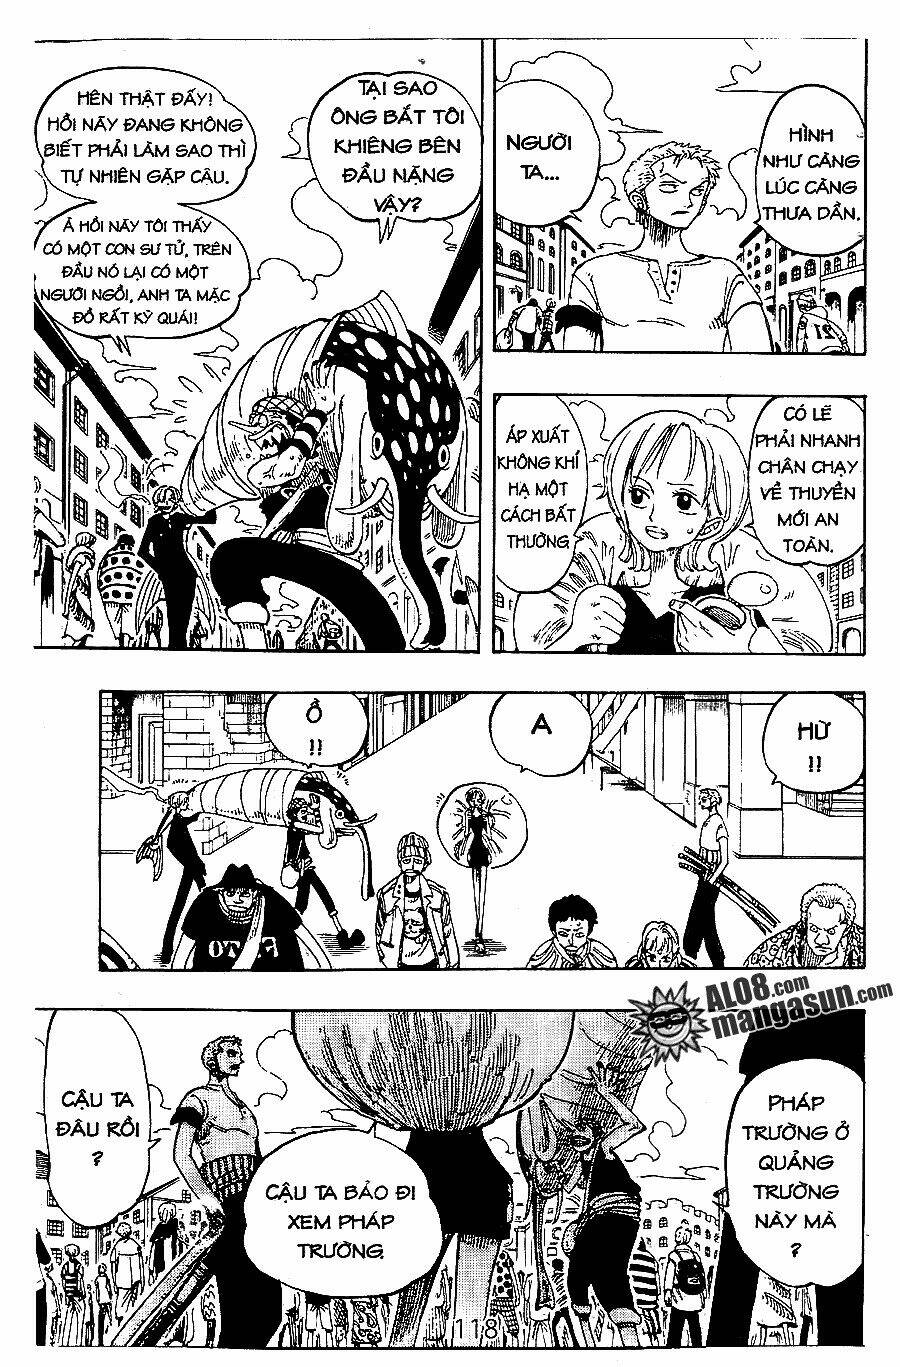 HÌNH
NHƯ CÀNG
LÚC CÀNG
THƯA DẦN.
NGƯỜI
TA...
TẠI SAO
ÔNG BẮT TÔI
KHIÊNG BÊN
ĐẦU NẶNG
VẬY?
HÊN THẬT ĐẤY!
HỒI NÃY ĐANG KHÔNG
BIẾT PHẢI LÀM SAO THÌ
TỰ NHIÊN GẶP CẬU.
À HỒI NÀY TÔI THẤY
CÓ MỘT CON SƯ TỬ, TRÊN
ĐẦU NÓ LẠI CÓ MỘT
NGƯỜI NGỒI, ANH TA MẶC
ĐỒ RẤT KỲ QUÁI!
CÓ LẼ
PHẢI NHANH
CHÂN CHẠY
VỀ THUYỀN
MỚI AN
TOÀN.
ÁP XUẤT
KHÔNG KHÍ
HẠ MỘT
CÁCH BẤT
THƯỜNG
HỪ
!!
A
Ồ
!!
AL08.com
mangasun.com
PHÁP
TRƯỜNG Ở
QUẢNG
TRƯỜNG
NÀY MÀ
?
CẬU TA BẢO ĐI
XEM PHÁP
TRƯỜNG.
CẬU TA
ĐÂU RỒI
?
118